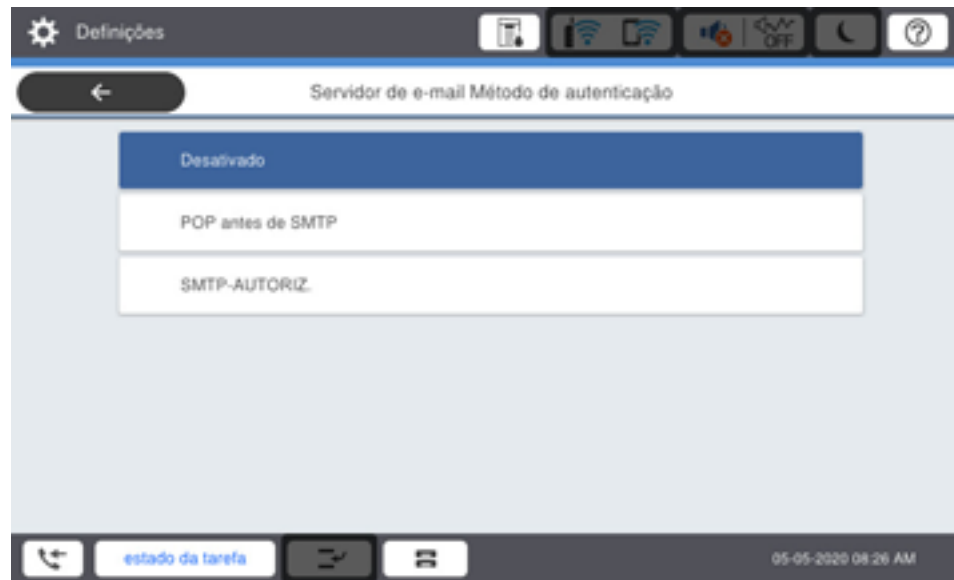 Definições
OFF
Servidor de e-mail Método de autenticação
Desativado
POP antes de SMTP
SMTP-AUTORIZ.
estado da tarefa
05-05-2020 08:26 AM